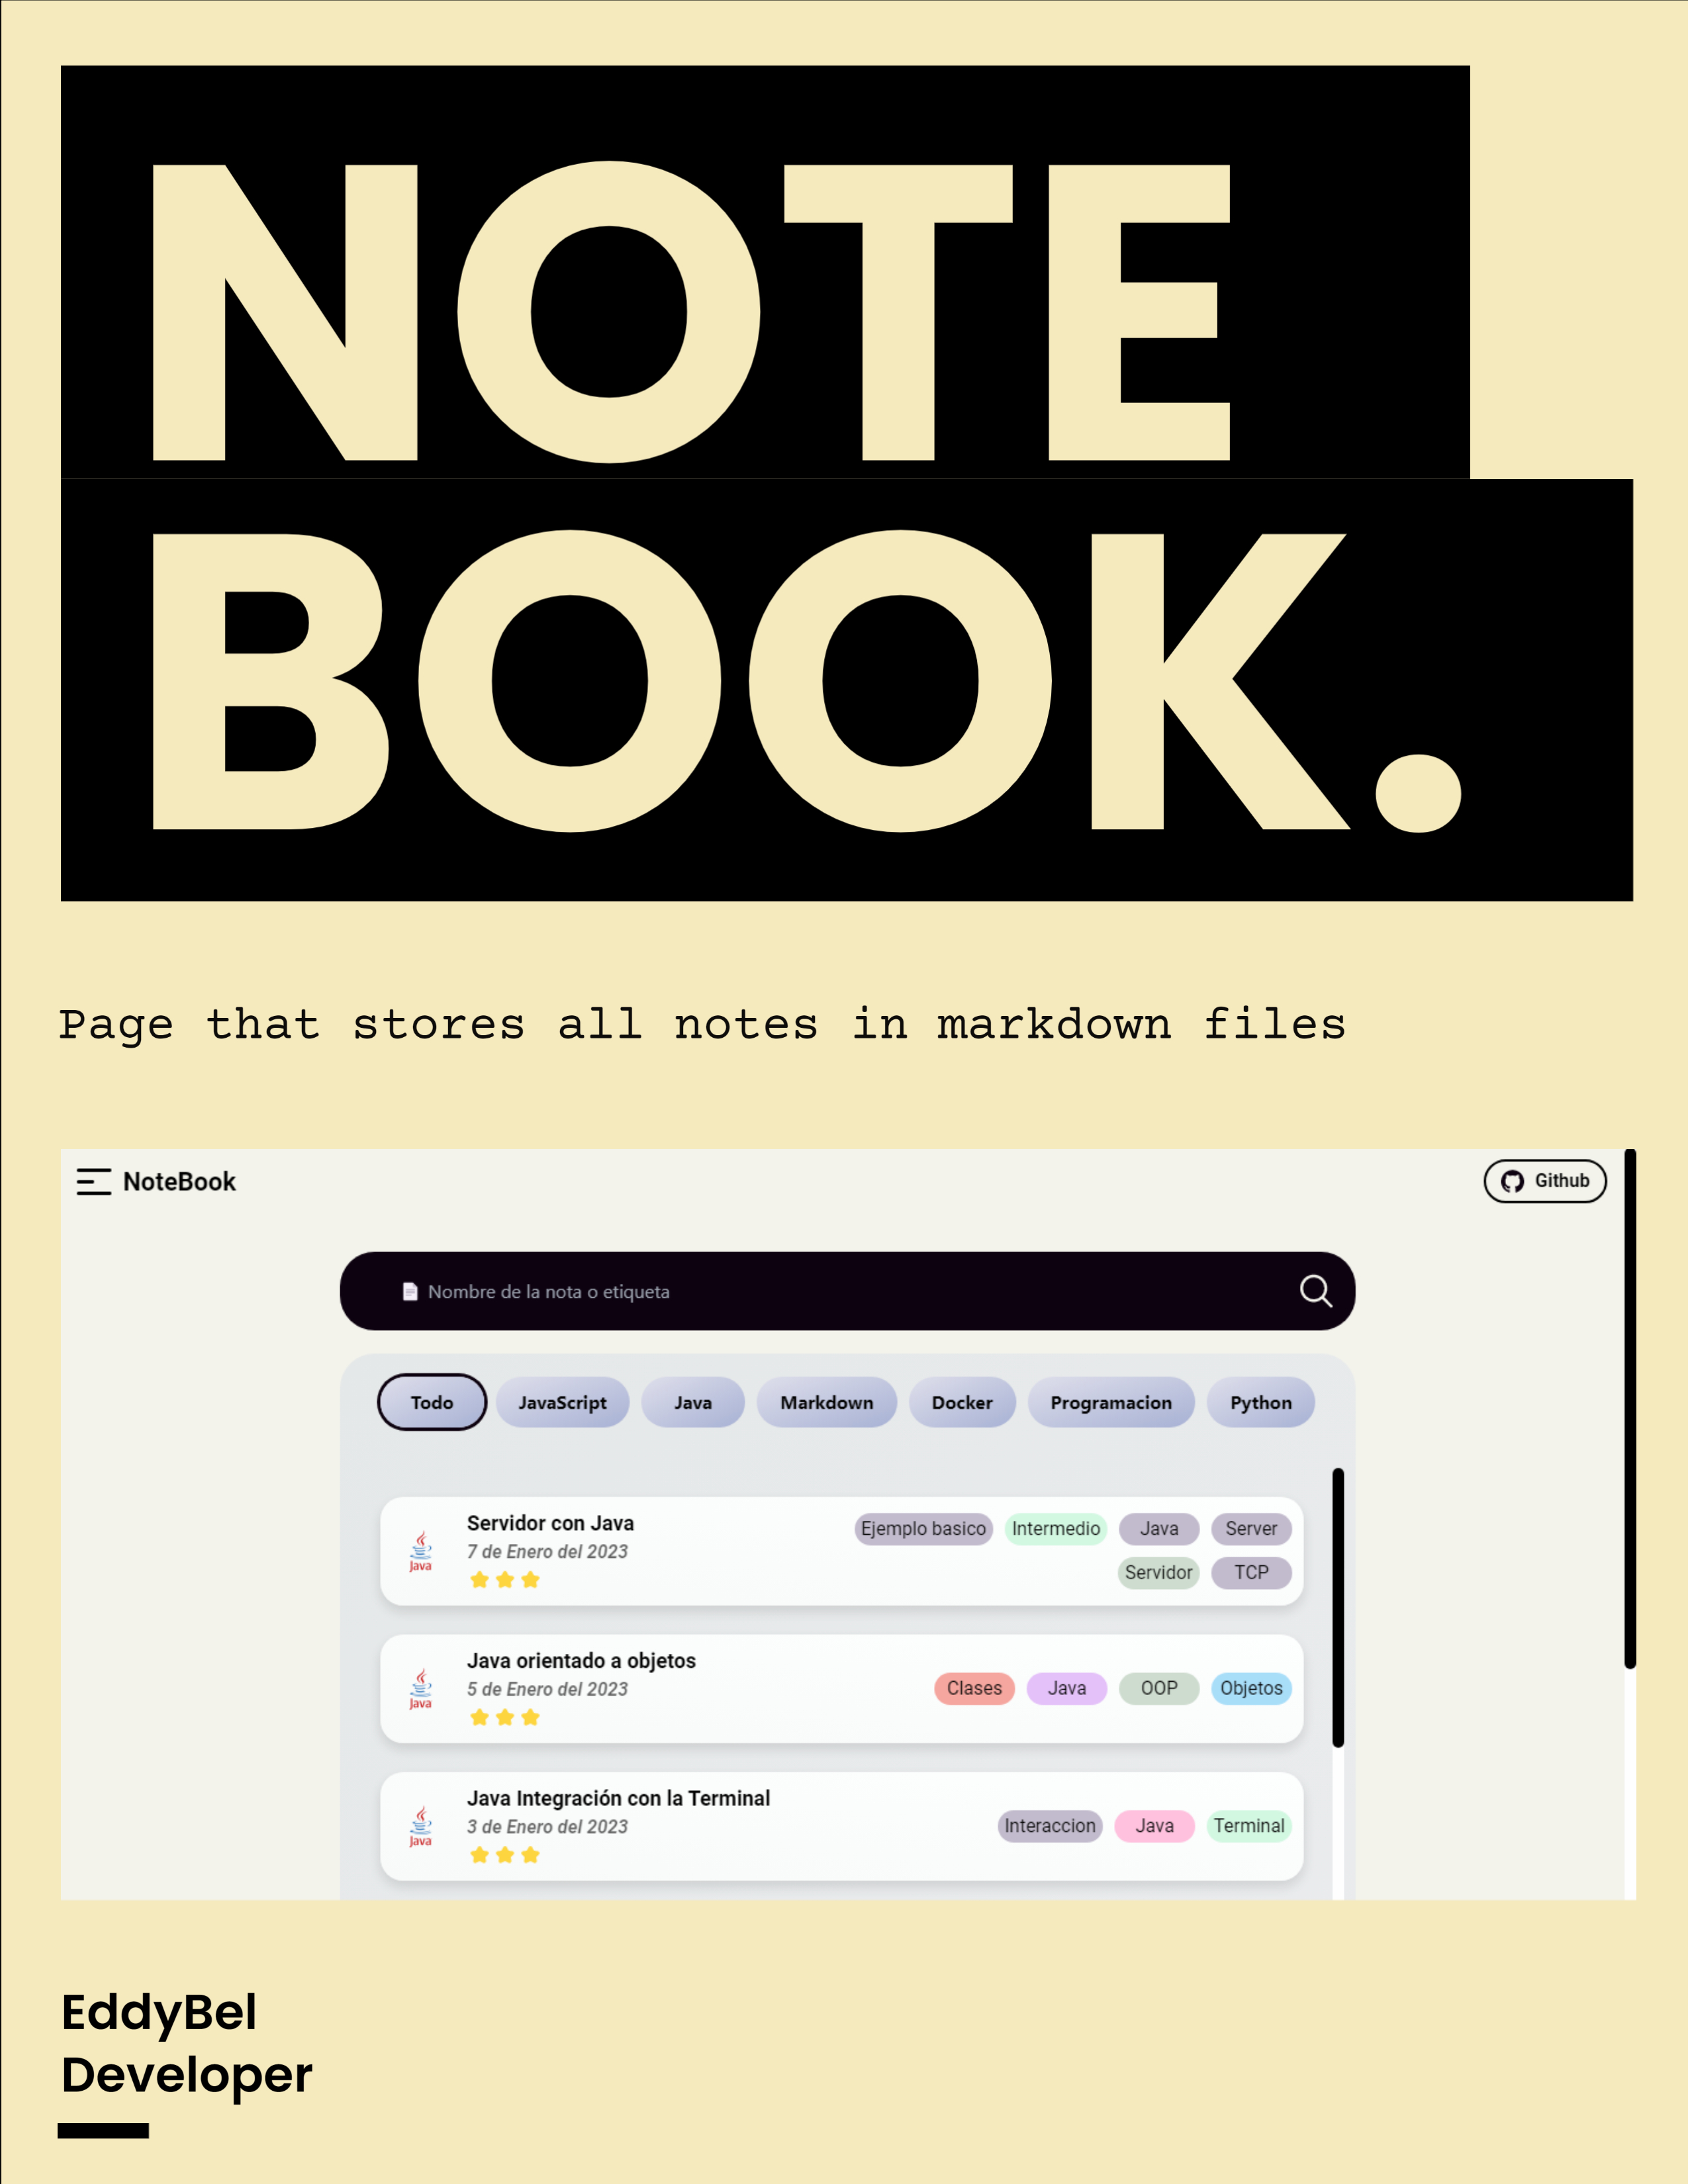 NOTE
BOOK.
Page that stores all notes in markdown files
NoteBook
Github
Nombre de la nota o etiqueta
Todo JavaScript Java Markdown Docker Programacion Python
Servidor con Java
7 de Enero del 2023
Java
Ejemplo basico Intermedio Java Server
Servidor TCP
Java orientado a objetos
5 de Enero del 2023
Java
Clases Java OOP Objetos
Java Integración con la Terminal
3 de Enero del 2023
Java
Interaccion Java Terminal
EddyBel
Developer